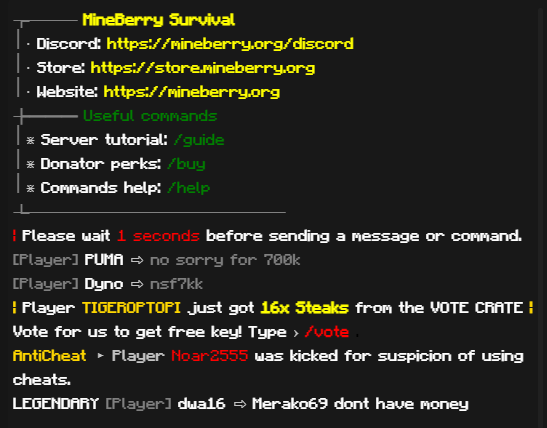 MineBerry Survival
· Discord: https://mineberry.org/discord
· Store: https://store.mineberry.org
· Website: https://mineberry.org
Useful commands
※ Server tutorial: /guide
※ Donator perks: /buy
※ Commands help: /help
¦ Please wait 1 seconds before sending a message or command.
[Player] PUMA ⇨ no sorry for 700k
[Player] Dyno ⇨ nsf7kk
¦ Player TIGEROPTOPI just got 16x Steaks from the VOTE CRATE ¦
Vote for us to get free key! Type › /vote .
AntiCheat ▸ Player Noar2555 was kicked for suspicion of using
cheats.
LEGENDARY [Player] dwa16 ⇨ Merako69 dont have money